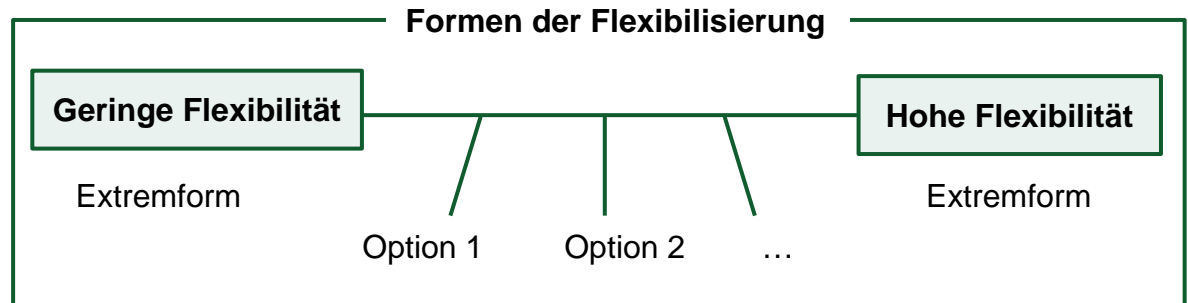 Formen der Flexibilisierung
Geringe Flexibilität
Hohe Flexibilität
Extremform
Extremform
Option 1
Option 2
…